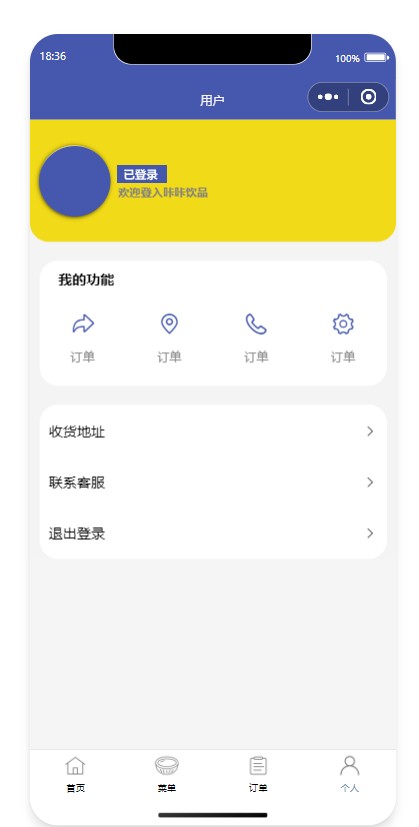 18:36
100%
用户
已登录
欢迎登入咔咔饮品
我的功能
订单 订单 订单 订单
收货地址
联系客服
退出登录
首页 菜单 订单 个人